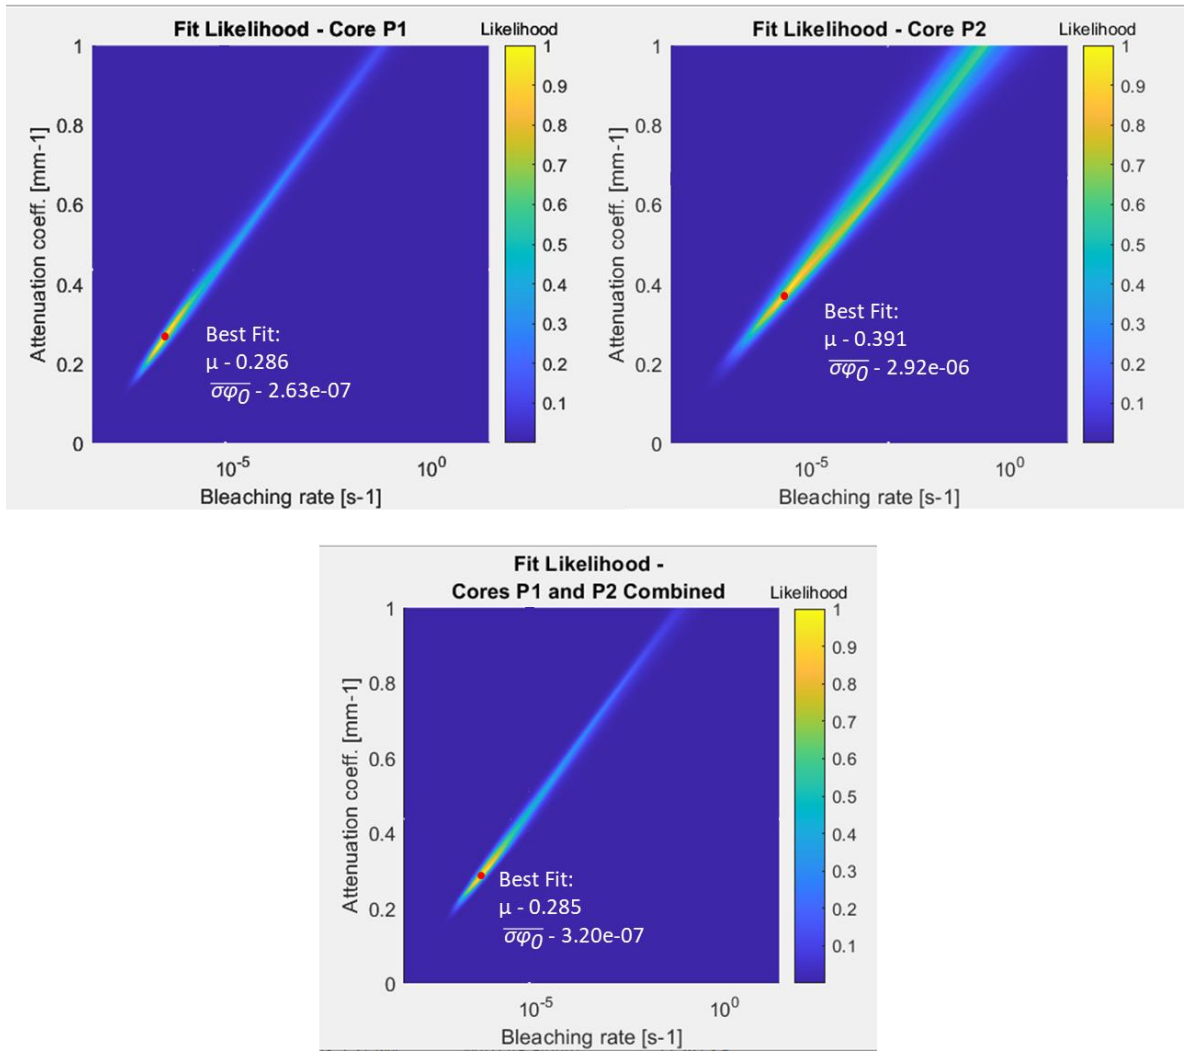 Fit Likelihood - Core P1
Likelihood
1
0.8
0.6
0.4
0.2
0
Attenuation coeff. [mm-1]
Best Fit:
μ - 0.286
σφ0 - 2.63e-07
10-5
100
Bleaching rate [s-1]
1
0.9
0.8
0.7
0.6
0.5
0.4
0.3
0.2
0.1
Fit Likelihood - Core P2
Likelihood
1
0.8
0.6
0.4
0.2
0
Attenuation coeff. [mm-1]
Best Fit:
μ - 0.391
σφ0 - 2.92e-06
10-5
100
Bleaching rate [s-1]
1
0.9
0.8
0.7
0.6
0.5
0.4
0.3
0.2
0.1
Fit Likelihood -
Cores P1 and P2 Combined
Likelihood
1
0.8
0.6
0.4
0.2
0
Attenuation coeff. [mm-1]
Best Fit:
μ - 0.285
σφ0 - 3.20e-07
10-5
100
Bleaching rate [s-1]
1
0.9
0.8
0.7
0.6
0.5
0.4
0.3
0.2
0.1